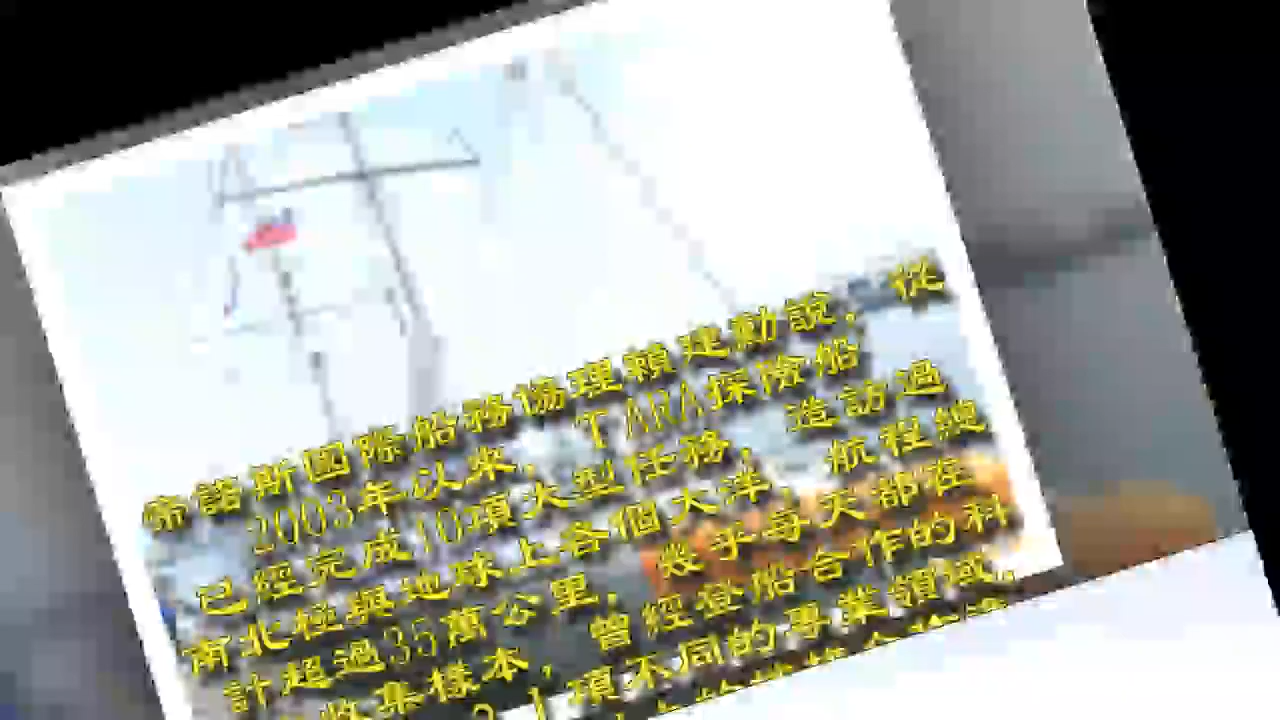 帝諾斯國際船務協理賴建勳說，從
2003年以來，TARA探險船
已經完成10項大型任務，造訪過
南北極與地球上各個大洋，航程總
計超過35萬公里，幾乎每天都在
收集樣本，曾經登船合作的科
項不同的專業領域，